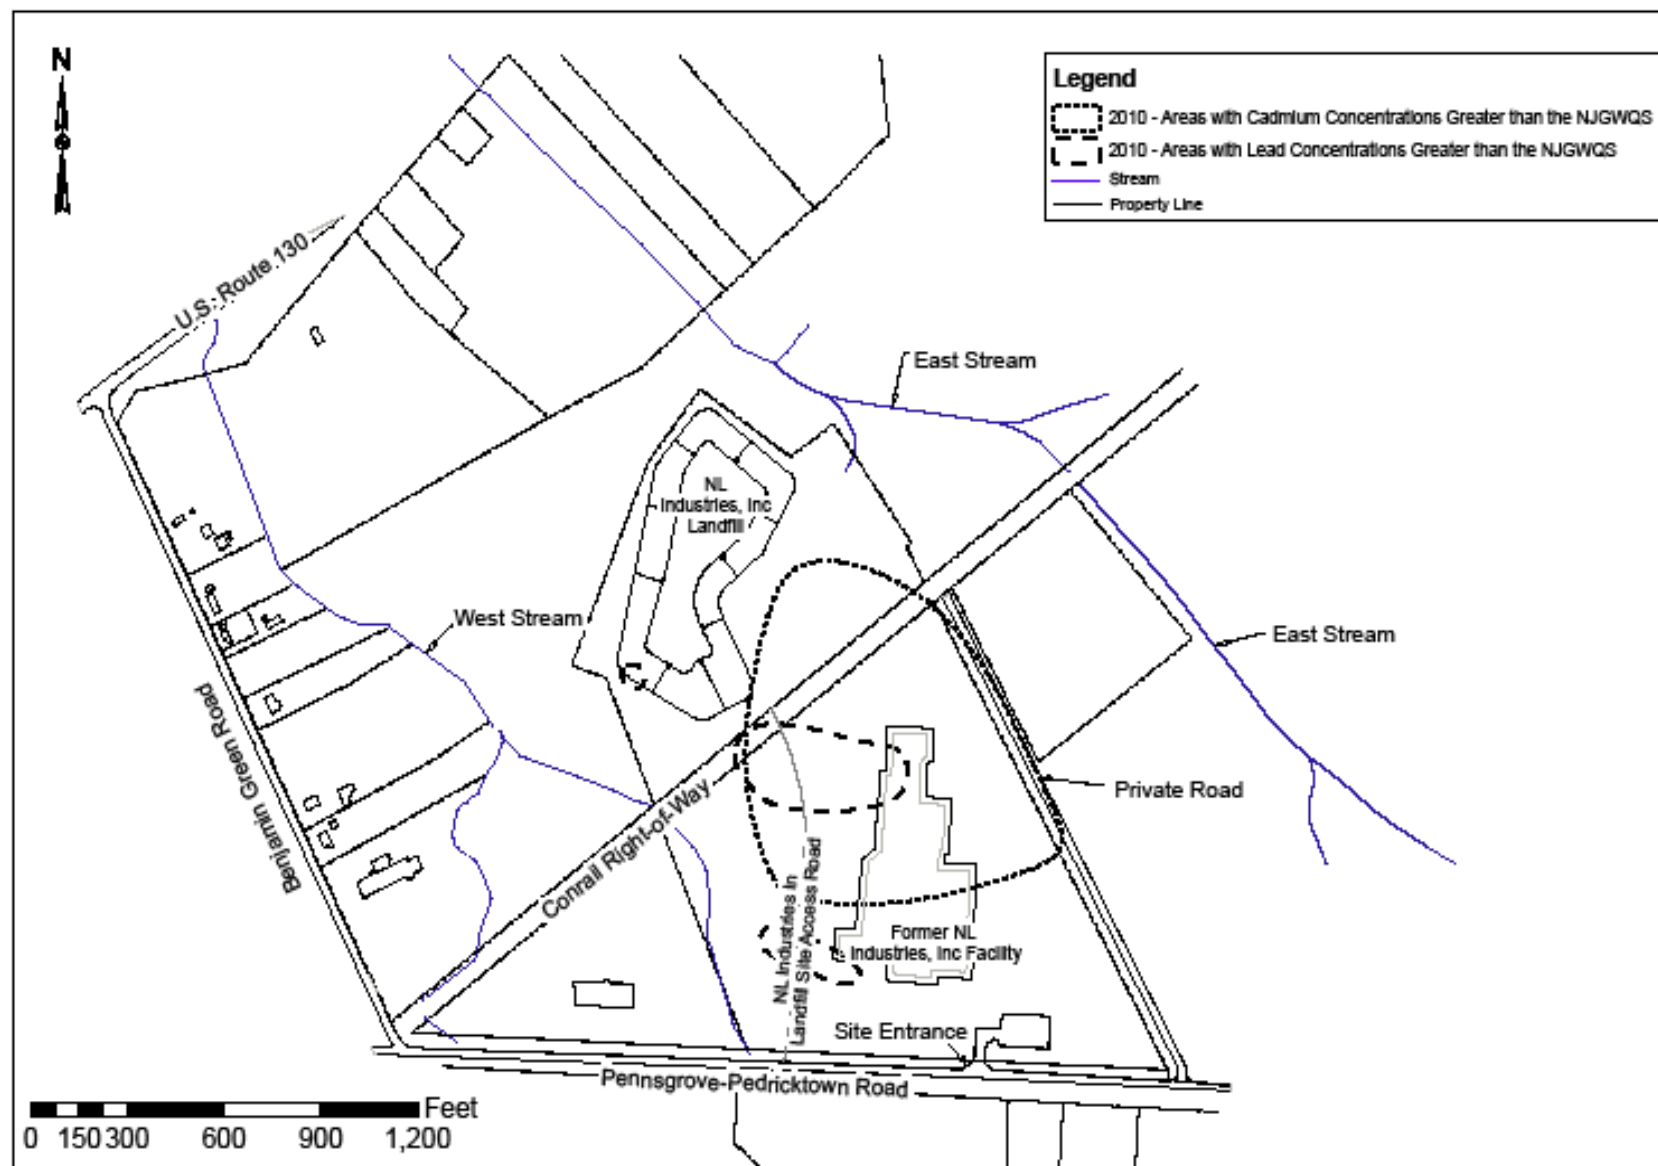 N
Legend
2010 - Areas with Cadmium Concentrations Greater than the NJGWQS
2010 - Areas with Lead Concentrations Greater than the NJGWQS
Stream
Property Line
U.S. Route 130
East Stream
NL
Industries, Inc
Landfill
West Stream
East Stream
Benjamin Green Road
Conrail Right-of-Way
Private Road
NL Industries In
Landfill Site Access Road
Former NL
Industries, Inc Facility
Site Entrance
Pennsgrove-Pedricktown Road
Feet
0 150 300 600 900 1,200